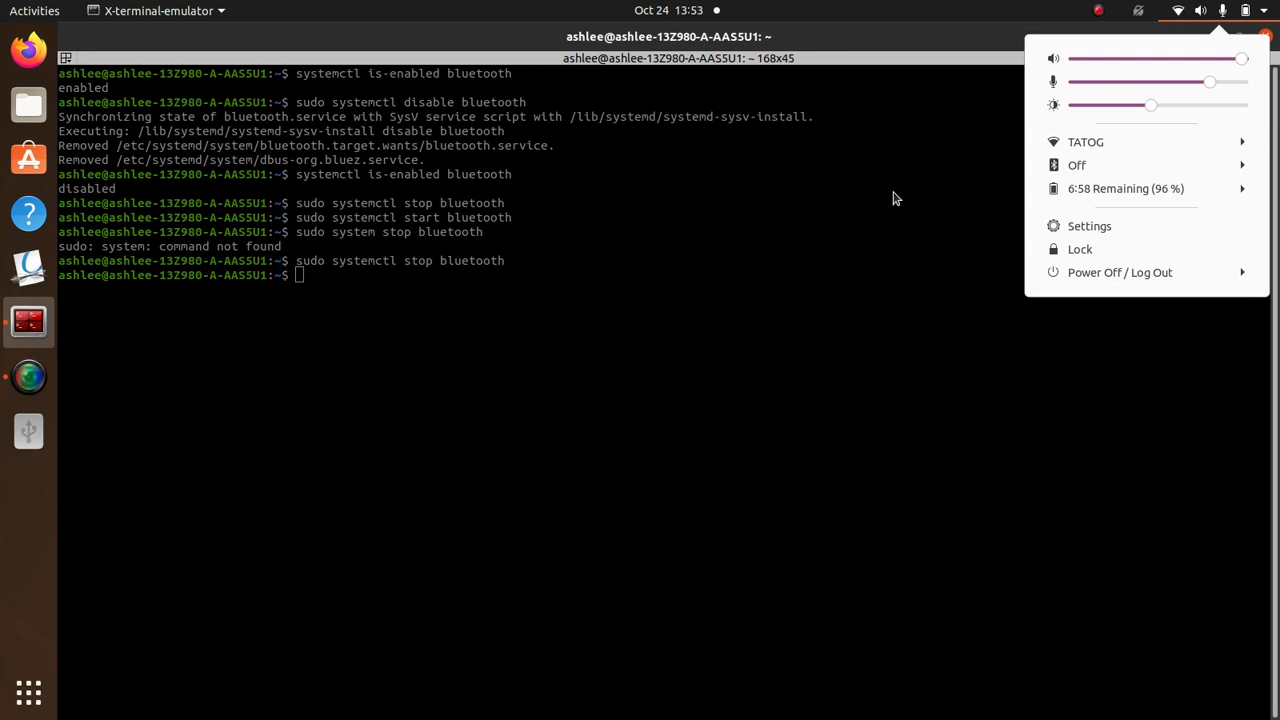 Activities
X-terminal-emulator
Oct 24 13:53
ashlee@ashlee-13Z980-A-AAS5U1: ~
ashlee@ashlee-13Z980-A-AAS5U1: ~ 168x45
ashlee@ashlee-13Z980-A-AAS5U1:~$ systemctl is-enabled bluetooth
enabled
ashlee@ashlee-13Z980-A-AAS5U1:~$ sudo systemctl disable bluetooth
Synchronizing state of bluetooth.service with SysV service script with /lib/systemd/systemd-sysv-install.
Executing: /lib/systemd/systemd-sysv-install disable bluetooth
Removed /etc/systemd/system/bluetooth.target.wants/bluetooth.service.
Removed /etc/systemd/system/dbus-org.bluez.service.
ashlee@ashlee-13Z980-A-AAS5U1:~$ systemctl is-enabled bluetooth
disabled
ashlee@ashlee-13Z980-A-AAS5U1:~$ sudo systemctl stop bluetooth
ashlee@ashlee-13Z980-A-AAS5U1:~$ sudo systemctl start bluetooth
ashlee@ashlee-13Z980-A-AAS5U1:~$ sudo system stop bluetooth
sudo: system: command not found
ashlee@ashlee-13Z980-A-AAS5U1:~$ sudo systemctl stop bluetooth
ashlee@ashlee-13Z980-A-AAS5U1:~$
TATOG
Off
6:58 Remaining (96 %)
Settings
Lock
Power Off / Log Out